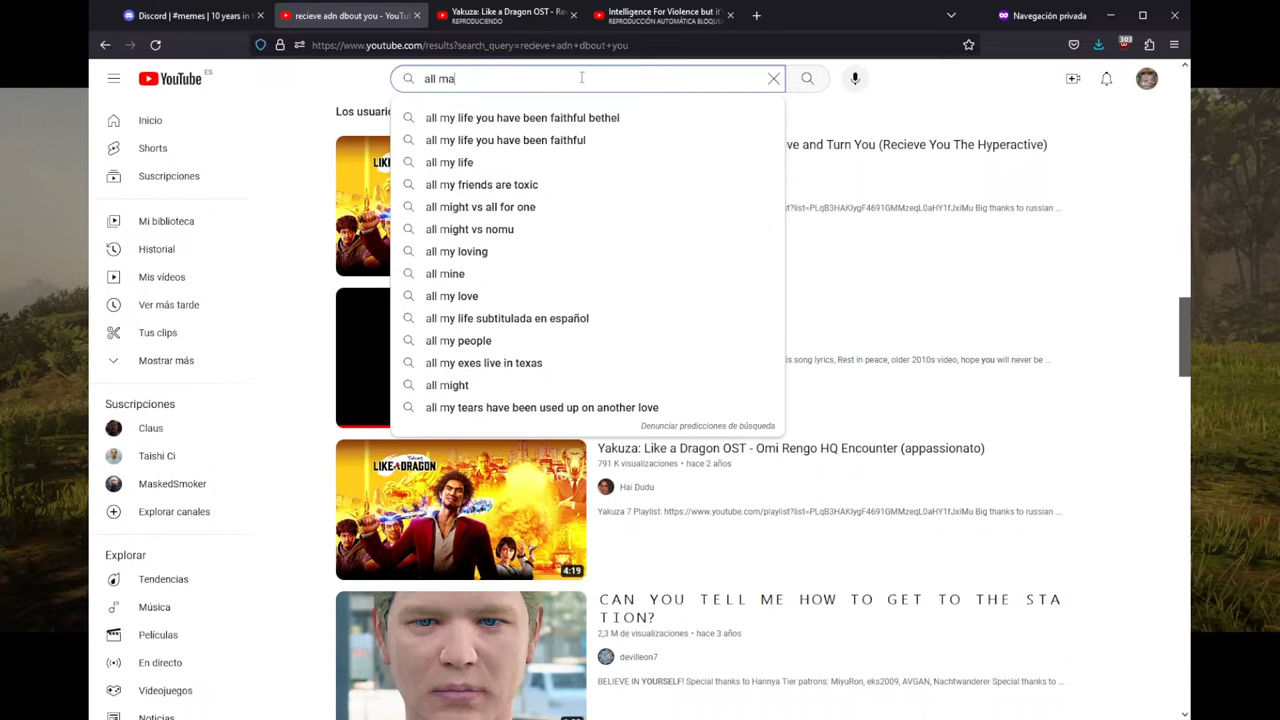 Discord | #memes | 10 years in t
recieve adn dbout you - YouTu
Yakuza: Like a Dragon OST - Re
REPRODUCIENDO
Intelligence For Violence but it's
REPRODUCCIÓN AUTOMÁTICA BLOQUE
Navegación privada
https://www.youtube.com/results?search_query=recieve+adn+dbout+you
303
YouTube ES
all ma
Inicio
Shorts
Suscripciones
Mi biblioteca
Historial
Mis vídeos
Ver más tarde
Tus clips
Mostrar más
Suscripciones
Claus
Taishi Ci
MaskedSmoker
Explorar canales
Explorar
Tendencias
Música
Películas
En directo
Videojuegos
Noticias
Los usuario
all my life you have been faithful bethel
all my life you have been faithful
all my life
all my friends are toxic
all might vs all for one
all might vs nomu
all my loving
all mine
all my love
all my life subtitulada en español
all my people
all my exes live in texas
all might
all my tears have been used up on another love
Denunciar predicciones de búsqueda
ve and Turn You (Recieve You The Hyperactive)
?list=PLqB3HAKlygF4691GMMzeqL0aHY1fJxiMu Big thanks to russian ...
is song lyrics, Rest in peace, older 2010s video, hope you will never be ...
LIKE A DRAGON
4:19
Yakuza: Like a Dragon OST - Omi Rengo HQ Encounter (appassionato)
791 K visualizaciones • hace 2 años
Hai Dudu
Yakuza 7 Playlist: https://www.youtube.com/playlist?list=PLqB3HAKlygF4691GMMzeqL0aHY1fJxiMu Big thanks to russian ...
CAN YOU TELL ME HOW TO GET TO THE STA
TION?
2,3 M de visualizaciones • hace 3 años
devilleon7
BELIEVE IN YOURSELF! Special thanks to Hannya Tier patrons: MiyuRon, eks2009, AVGAN, Nachtwanderer Special thanks to ...